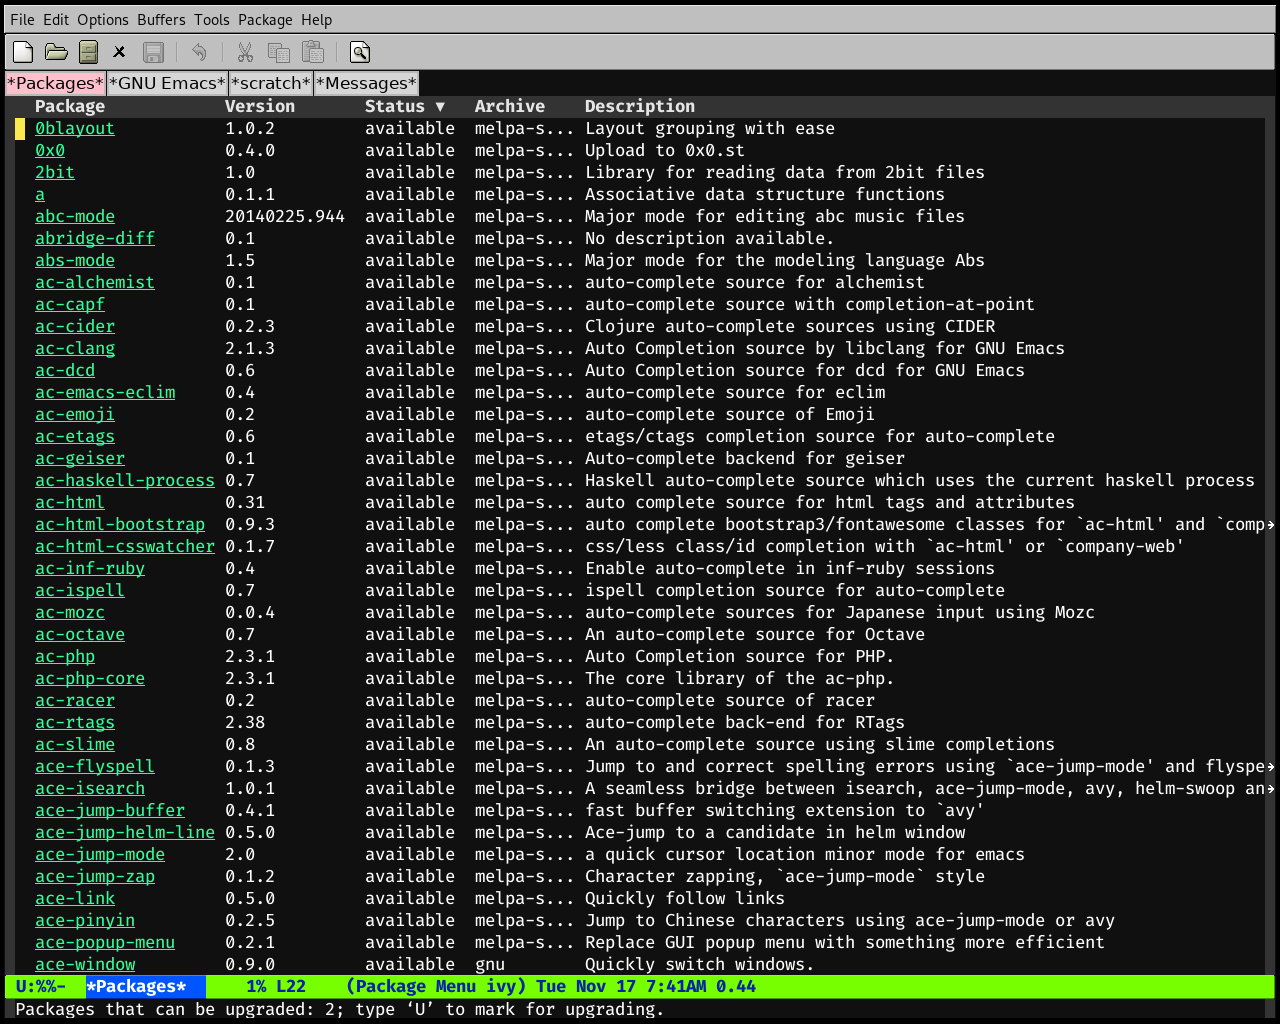 File Edit Options Buffers Tools Package Help
*Packages* *GNU Emacs* *scratch* *Messages*
Package Version Status ▼ Archive Description
0blayout 1.0.2 available melpa-s... Layout grouping with ease
0x0 0.4.0 available melpa-s... Upload to 0x0.st
2bit 1.0 available melpa-s... Library for reading data from 2bit files
a 0.1.1 available melpa-s... Associative data structure functions
abc-mode 20140225.944 available melpa-s... Major mode for editing abc music files
abridge-diff 0.1 available melpa-s... No description available.
abs-mode 1.5 available melpa-s... Major mode for the modeling language Abs
ac-alchemist 0.1 available melpa-s... auto-complete source for alchemist
ac-capf 0.1 available melpa-s... auto-complete source with completion-at-point
ac-cider 0.2.3 available melpa-s... Clojure auto-complete sources using CIDER
ac-clang 2.1.3 available melpa-s... Auto Completion source by libclang for GNU Emacs
ac-dcd 0.6 available melpa-s... Auto Completion source for dcd for GNU Emacs
ac-emacs-eclim 0.4 available melpa-s... auto-complete source for eclim
ac-emoji 0.2 available melpa-s... auto-complete source of Emoji
ac-etags 0.6 available melpa-s... etags/ctags completion source for auto-complete
ac-geiser 0.1 available melpa-s... Auto-complete backend for geiser
ac-haskell-process 0.7 available melpa-s... Haskell auto-complete source which uses the current haskell process
ac-html 0.31 available melpa-s... auto complete source for html tags and attributes
ac-html-bootstrap 0.9.3 available melpa-s... auto complete bootstrap3/fontawesome classes for `ac-html' and `comp→
ac-html-csswatcher 0.1.7 available melpa-s... css/less class/id completion with `ac-html' or `company-web'
ac-inf-ruby 0.4 available melpa-s... Enable auto-complete in inf-ruby sessions
ac-ispell 0.7 available melpa-s... ispell completion source for auto-complete
ac-mozc 0.0.4 available melpa-s... auto-complete sources for Japanese input using Mozc
ac-octave 0.7 available melpa-s... An auto-complete source for Octave
ac-php 2.3.1 available melpa-s... Auto Completion source for PHP.
ac-php-core 2.3.1 available melpa-s... The core library of the ac-php.
ac-racer 0.2 available melpa-s... auto-complete source of racer
ac-rtags 2.38 available melpa-s... auto-complete back-end for RTags
ac-slime 0.8 available melpa-s... An auto-complete source using slime completions
ace-flyspell 0.1.3 available melpa-s... Jump to and correct spelling errors using `ace-jump-mode' and flyspe→
ace-isearch 1.0.1 available melpa-s... A seamless bridge between isearch, ace-jump-mode, avy, helm-swoop an→
ace-jump-buffer 0.4.1 available melpa-s... fast buffer switching extension to `avy'
ace-jump-helm-line 0.5.0 available melpa-s... Ace-jump to a candidate in helm window
ace-jump-mode 2.0 available melpa-s... a quick cursor location minor mode for emacs
ace-jump-zap 0.1.2 available melpa-s... Character zapping, `ace-jump-mode` style
ace-link 0.5.0 available melpa-s... Quickly follow links
ace-pinyin 0.2.5 available melpa-s... Jump to Chinese characters using ace-jump-mode or avy
ace-popup-menu 0.2.1 available melpa-s... Replace GUI popup menu with something more efficient
ace-window 0.9.0 available gnu Quickly switch windows.
U:%%- *Packages* 1% L22 (Package Menu ivy) Tue Nov 17 7:41AM 0.44
Packages that can be upgraded: 2; type ‘U’ to mark for upgrading.